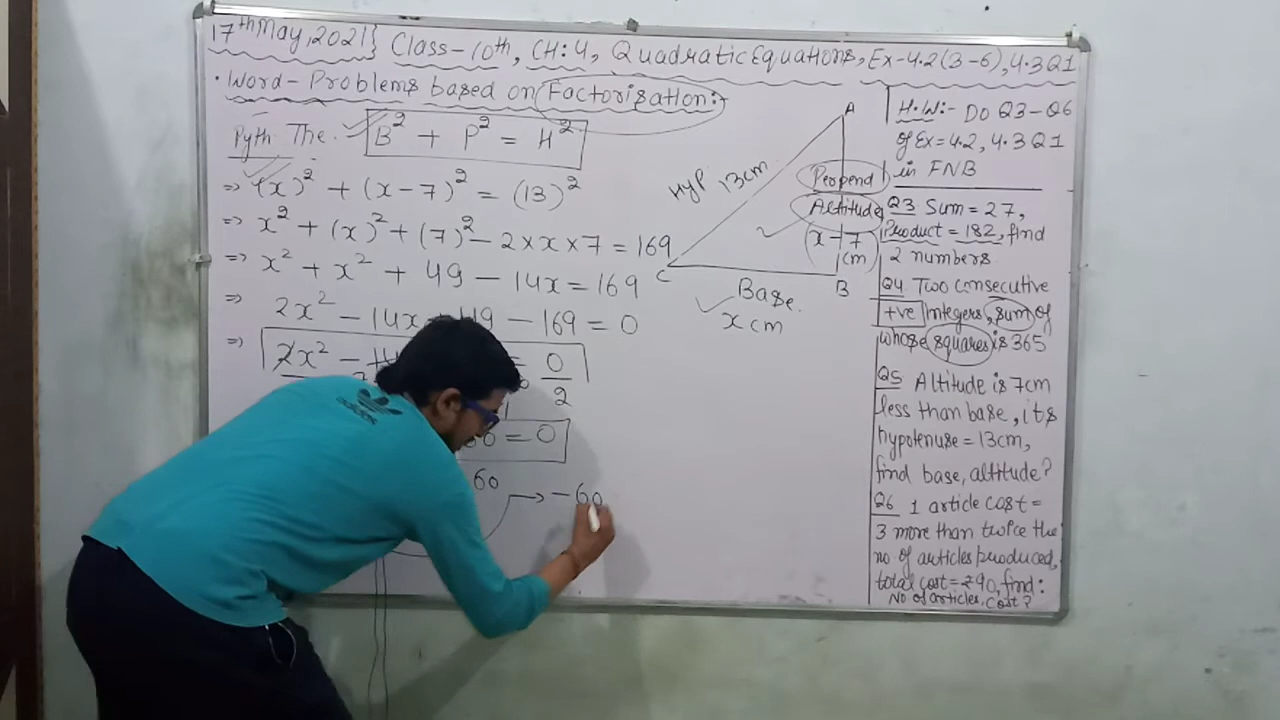 17th May, 2021} Class-10th, CH:4, Quadratic Equations, Ex-4.2(3-6), 4.3Q1
• Word-Problems based on Factorisation:-
Pyth The. B² + P² = H²
=> (x)² + (x-7)² = (13)²
=> x² + (x)² + (7)² - 2×x×7 = 169
=> x² + x² + 49 - 14x = 169
=> 2x² - 14x + 49 - 169 = 0
=> 2x² - 14 = 0
2
60 = 0
60
→ -60
A
Hyp 13cm
Perpend
Altitude
(x-7
cm)
C
B
Base
x cm
H.W:- Do Q3-Q6
of Ex=4.2, 4.3Q1
in FNB
Q3 Sum = 27,
Product = 182, find
2 numbers
Q4 Two consecutive
+ve Integers, sum of
whose squares is 365
Q5 Altitude is 7cm
less than base, its
hypotenuse = 13cm,
find base, altitude?
Q6 1 article cost =
3 more than twice the
no of articles produced,
total cost = ₹90, find:
No of articles, cost?
adidas